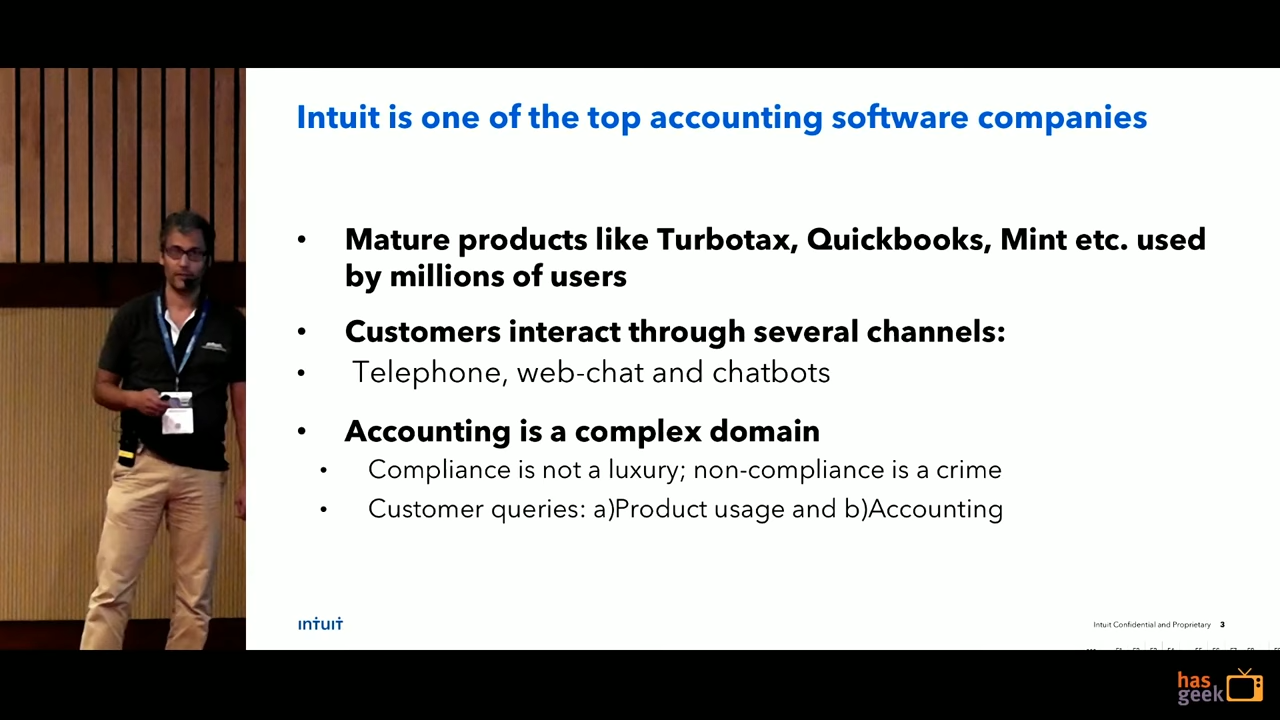 Intuit is one of the top accounting software companies
• Mature products like Turbotax, Quickbooks, Mint etc. used
by millions of users
• Customers interact through several channels:
• Telephone, web-chat and chatbots
• Accounting is a complex domain
• Compliance is not a luxury; non-compliance is a crime
• Customer queries: a)Product usage and b)Accounting
ıntuıt
Intuit Confidential and Proprietary 3
has
geek